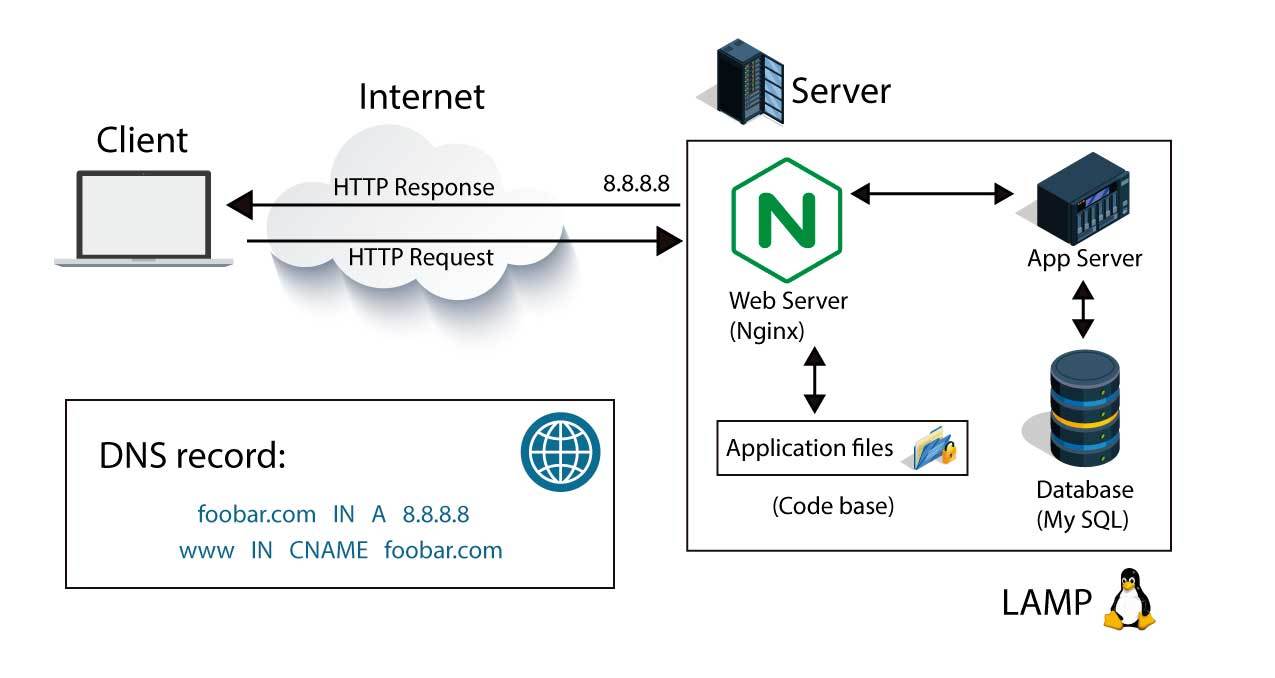 Server
Internet
Client
HTTP Response
8.8.8.8
HTTP Request
N
App Server
Web Server
(Nginx)
Application files
(Code base)
Database
(My SQL)
DNS record:
foobar.com IN A 8.8.8.8
www IN CNAME foobar.com
LAMP